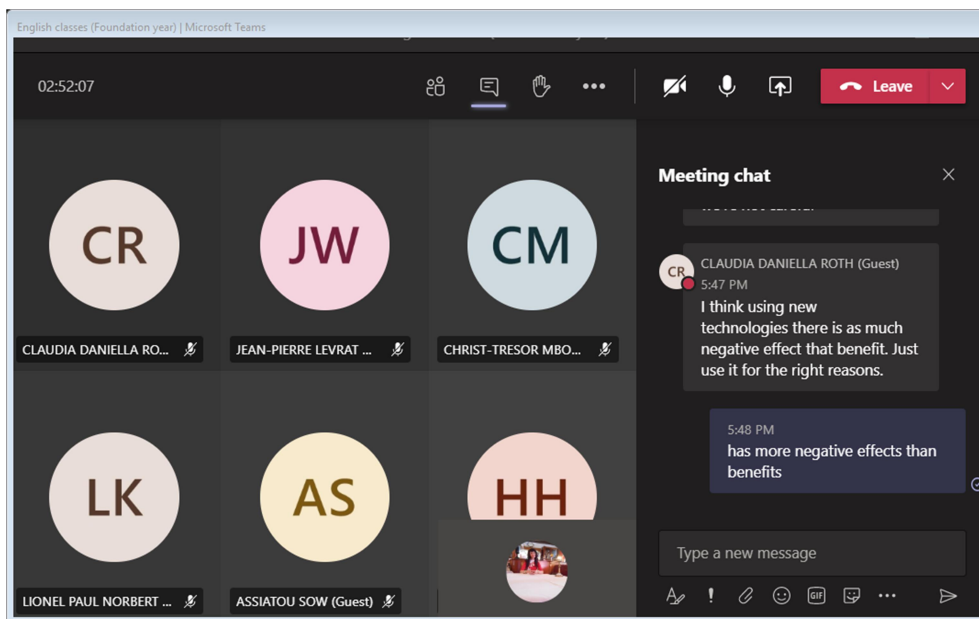 English classes (Foundation year) | Microsoft Teams
02:52:07
Leave
CR
JW
CM
CLAUDIA DANIELLA RO...
JEAN-PIERRE LEVRAT ...
CHRIST-TRESOR MBO...
LK
AS
HH
LIONEL PAUL NORBERT ...
ASSIATOU SOW (Guest)
Meeting chat
CR
CLAUDIA DANIELLA ROTH (Guest)
5:47 PM
I think using new
technologies there is as much
negative effect that benefit. Just
use it for the right reasons.
5:48 PM
has more negative effects than
benefits
Type a new message
GIF